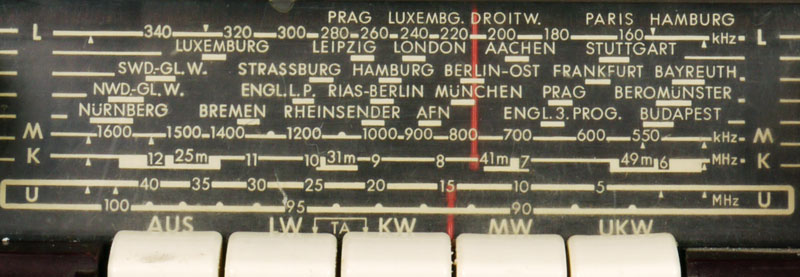 PRAG LUXEMBG. DROITW. PARIS HAMBURG
L 340 320 300 280 260 240 220 200 180 160 kHz L
LUXEMBURG LEIPZIG LONDON AACHEN STUTTGART
SWD-GL.W. STRASSBURG HAMBURG BERLIN-OST FRANKFURT BAYREUTH
NWD-GL.W. ENGL.L.P. RIAS-BERLIN MÜNCHEN PRAG BEROMÜNSTER
NÜRNBERG BREMEN RHEINSENDER AFN ENGL.3.PROG. BUDAPEST
M 1600 1500 1400 1200 1000 900 800 700 600 550 kHz M
K 12 25m 11 10 31m 9 8 41m 7 49m 6 MHz K
U 40 35 30 25 20 15 10 5 MHz U
100 95 90
AUS LW TA KW MW UKW